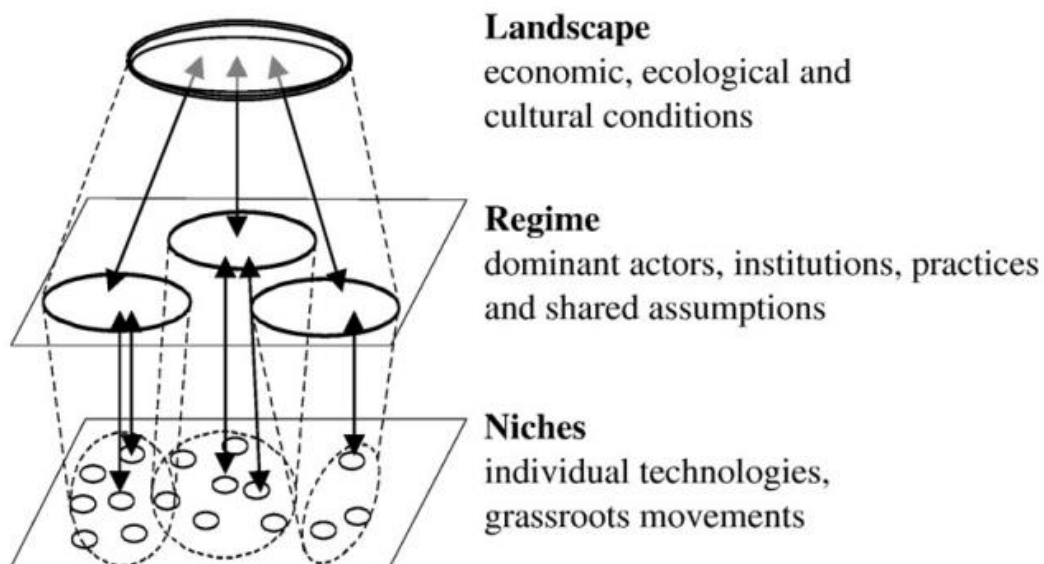 Landscape
economic, ecological and
cultural conditions
Regime
dominant actors, institutions, practices
and shared assumptions
Niches
individual technologies,
grassroots movements